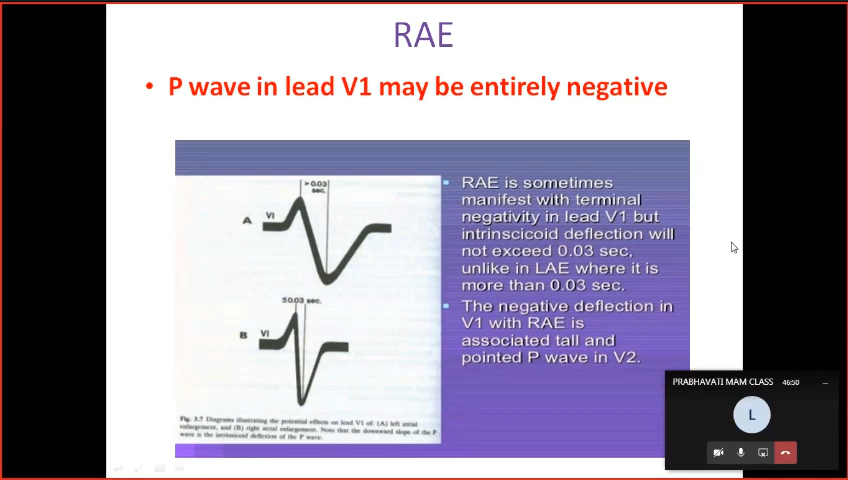 RAE
• P wave in lead V1 may be entirely negative
> 0.03
sec.
A
VI
RAE is sometimes
manifest with terminal
negativity in lead V1 but
intrinscicoid deflection will
not exceed 0.03 sec,
unlike in LAE where it is
more than 0.03 sec.
The negative deflection in
V1 with RAE is
associated tall and
pointed P wave in V2.
≤0.03 sec.
B
VI
Fig. 3.7 Diagrams illustrating the potential effects on lead V1 of: (A) left atrial
enlargement, and (B) right atrial enlargement. Note that the downward slope of the P
wave is the intrinsicoid deflexion of the P wave.
PRABHAVATI MAM CLASS 46:50
L